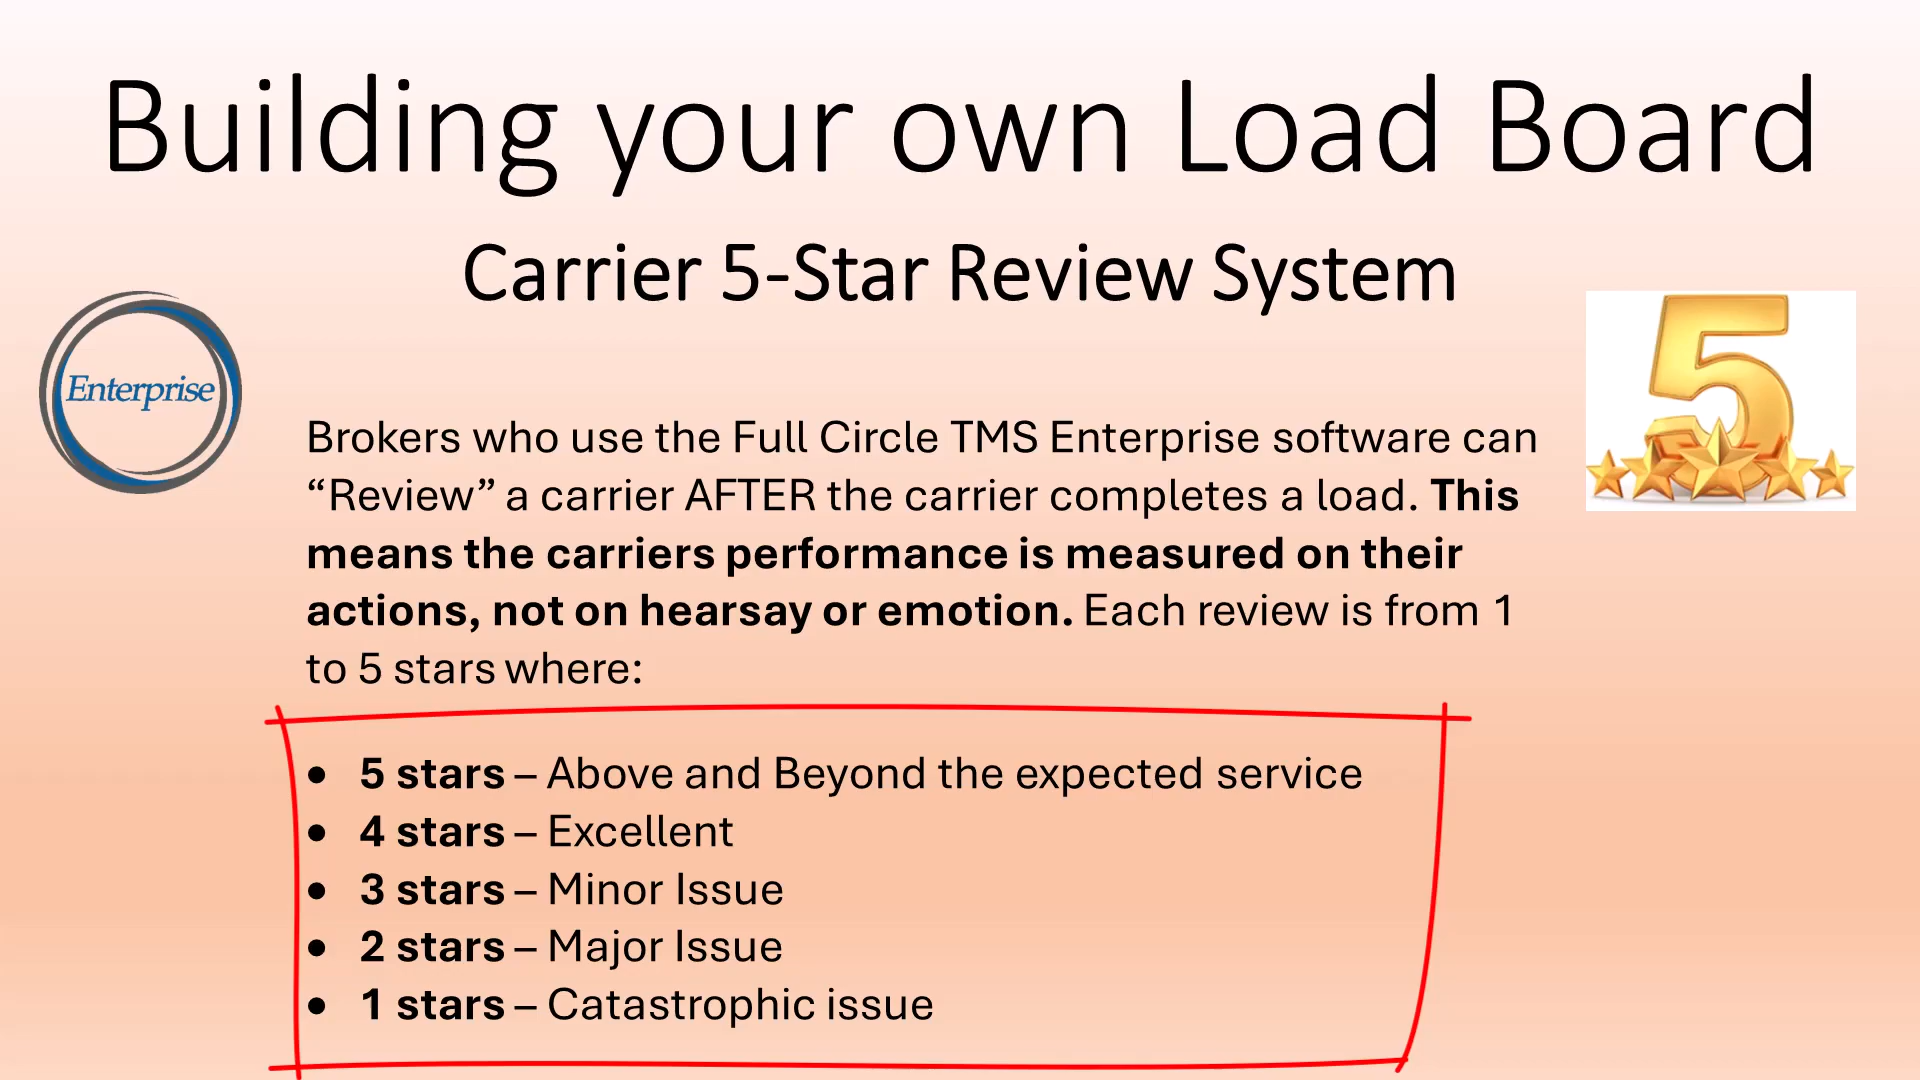 Building your own Load Board
Carrier 5-Star Review System
Enterprise
5
Brokers who use the Full Circle TMS Enterprise software can
“Review” a carrier AFTER the carrier completes a load. This
means the carriers performance is measured on their
actions, not on hearsay or emotion. Each review is from 1
to 5 stars where:
• 5 stars – Above and Beyond the expected service
• 4 stars – Excellent
• 3 stars – Minor Issue
• 2 stars – Major Issue
• 1 stars – Catastrophic issue